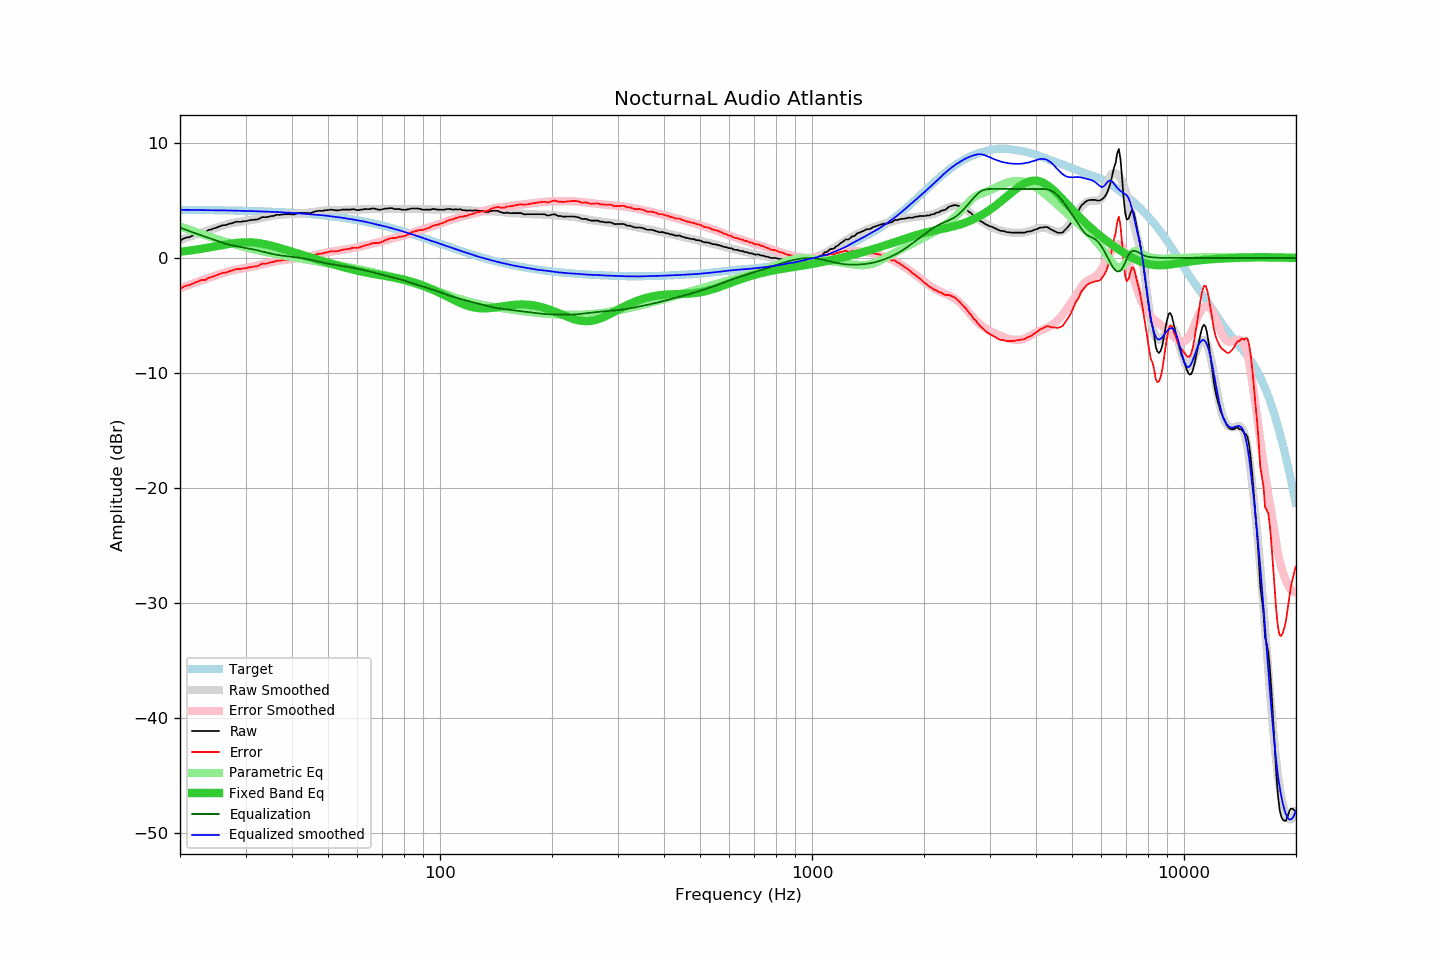 NocturnaL Audio Atlantis
10
0
−10
−20
−30
−40
−50
Amplitude (dBr)
Target
Raw Smoothed
Error Smoothed
Raw
Error
Parametric Eq
Fixed Band Eq
Equalization
Equalized smoothed
100
1000
10000
Frequency (Hz)